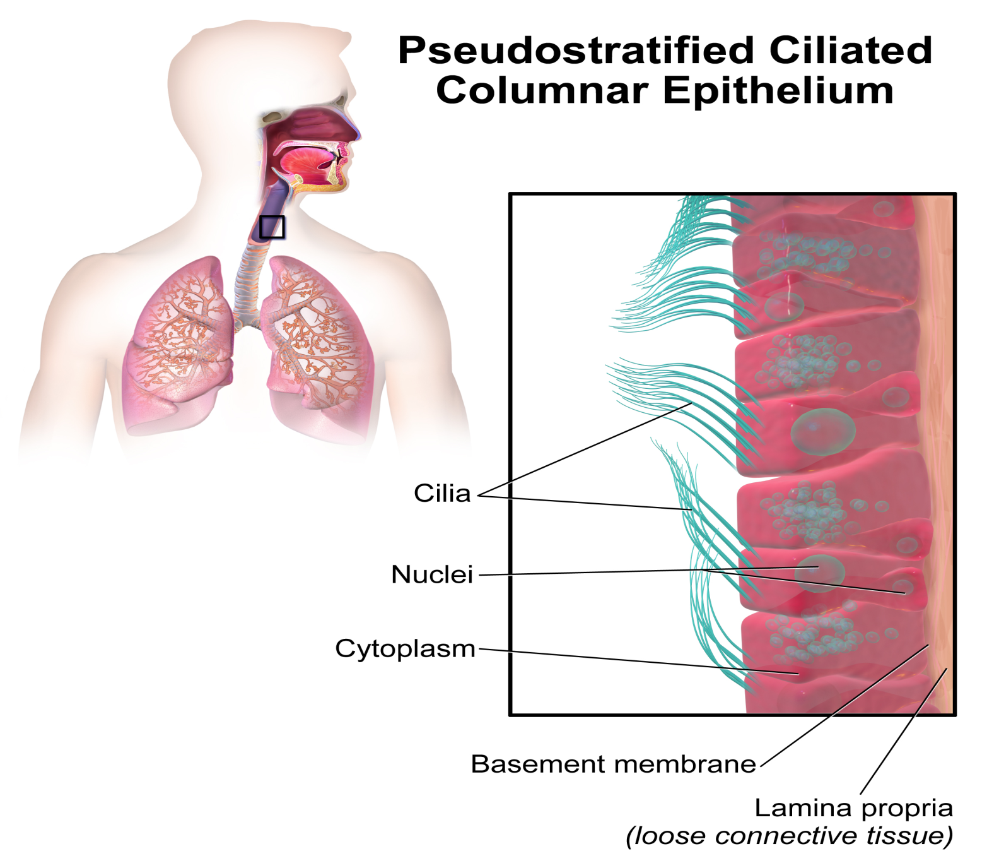 Pseudostratified Ciliated
Columnar Epithelium
Cilia
Nuclei
Cytoplasm
Basement membrane
Lamina propria
(loose connective tissue)